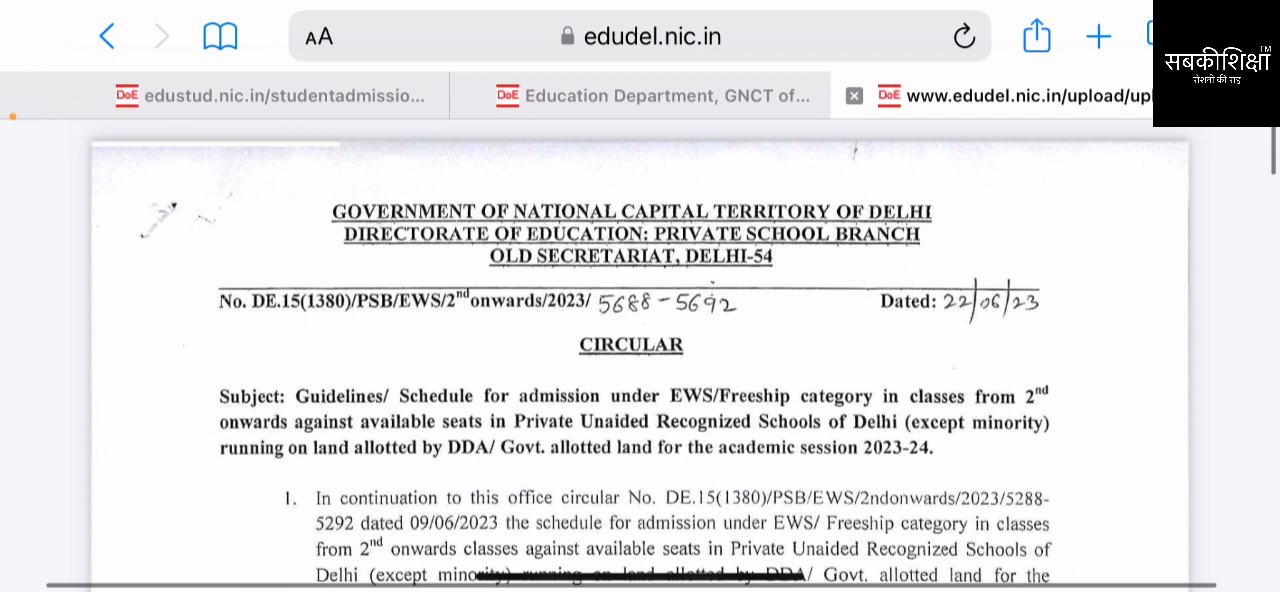 AA
edudel.nic.in
सबकीशिक्षा TM
DoE edustud.nic.in/studentadmissio...
DoE Education Department, GNCT of...
DoE www.edudel.nic.in/upload/upl
GOVERNMENT OF NATIONAL CAPITAL TERRITORY OF DELHI
DIRECTORATE OF EDUCATION: PRIVATE SCHOOL BRANCH
OLD SECRETARIAT, DELHI-54
No. DE.15(1380)/PSB/EWS/2nd onwards/2023/ 5688-5692 Dated: 22/06/23
CIRCULAR
Subject: Guidelines/ Schedule for admission under EWS/Freeship category in classes from 2nd
onwards against available seats in Private Unaided Recognized Schools of Delhi (except minority)
running on land allotted by DDA/ Govt. allotted land for the academic session 2023-24.
1. In continuation to this office circular No. DE.15(1380)/PSB/EWS/2ndonwards/2023/5288-
5292 dated 09/06/2023 the schedule for admission under EWS/ Freeship category in classes
from 2nd onwards classes against available seats in Private Unaided Recognized Schools of
Delhi (except minority) running on land allotted by DDA/ Govt. allotted land for the